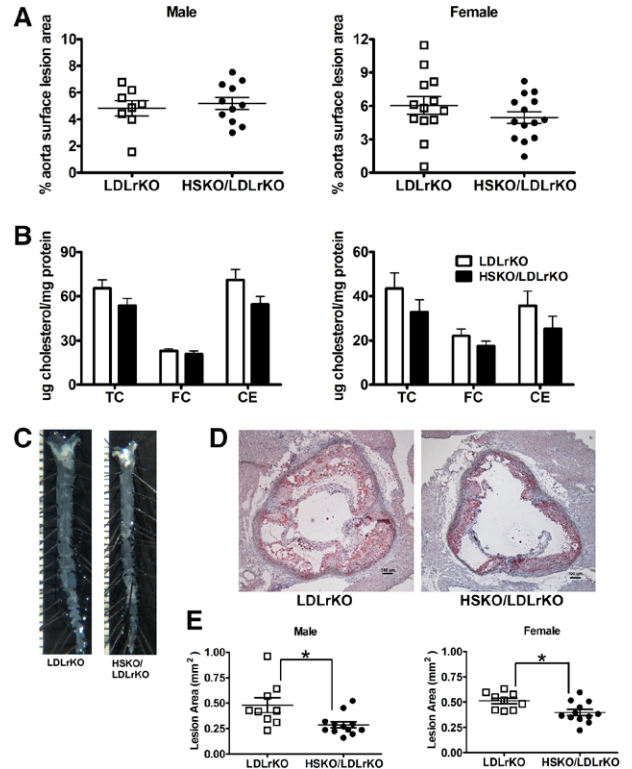 A
Male
Female
% aorta surface lesion area
10
8
6
4
2
0
LDLrKO
HSKO/LDLrKO
% aorta surface lesion area
12
9
6
3
0
LDLrKO
HSKO/LDLrKO
B
ug cholesterol/mg protein
90
60
30
0
TC
FC
CE
ug cholesterol/mg protein
60
40
20
0
TC
FC
CE
LDLrKO
HSKO/LDLrKO
C
LDLrKO
HSKO/
LDLrKO
D
LDLrKO
HSKO/LDLrKO
E
Male
Lesion Area (mm²)
1.00
0.75
0.50
0.25
0.00
*
LDLrKO
HSKO/LDLrKO
Female
Lesion Area (mm²)
1.00
0.75
0.50
0.25
0.00
*
LDLrKO
HSKO/LDLrKO